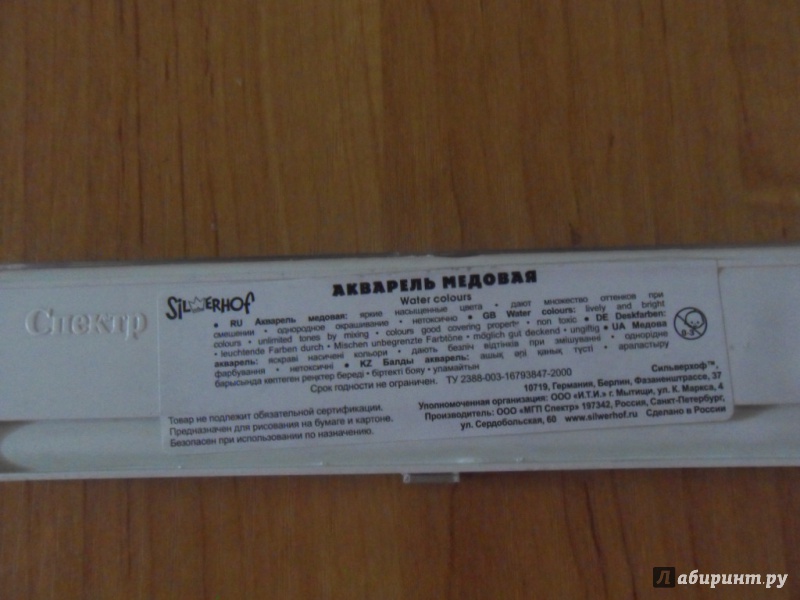 Спектр
SILWERHOF
АКВАРЕЛЬ МЕДОВАЯ
Water colours
• RU Акварель медовая: яркие насыщенные цвета • дают множество оттенков при
смешении • однородное окрашивание • нетоксично • GB Water colours: lively and bright
colours • unlimited tones by mixing • colours good covering property • non toxic • DE Deskfarben:
• leuchtende Farben durch • Mischen unbegrenzte Farbtöne • möglich gut deckend • ungiftig • UA Медова
акварель: яскраві насичені кольори • дають безліч відтінків при змішуванні • однорідне
фарбування • нетоксичні • KZ Балды акварель: ашық әрі қанық түсті • араластыру
барысында көптеген реңктер береді • біртекті бояу • уламайтын
Срок годности не ограничен. ТУ 2388-003-16793847-2000
0-3
Товар не подлежит обязательной сертификации.
Предназначен для рисования на бумаге и картоне.
Безопасен при использовании по назначению.
Сильверхоф™,
10719, Германия, Берлин, Фазаненштрассе, 37
Уполномоченная организация: ООО «И.Т.И.» г. Мытищи, ул. К. Маркса, 4
Производитель: ООО «МГП Спектр» 197342, Россия, Санкт-Петербург,
ул. Сердобольская, 60 www.silwerhof.ru Сделано в России
Лабиринт.ру